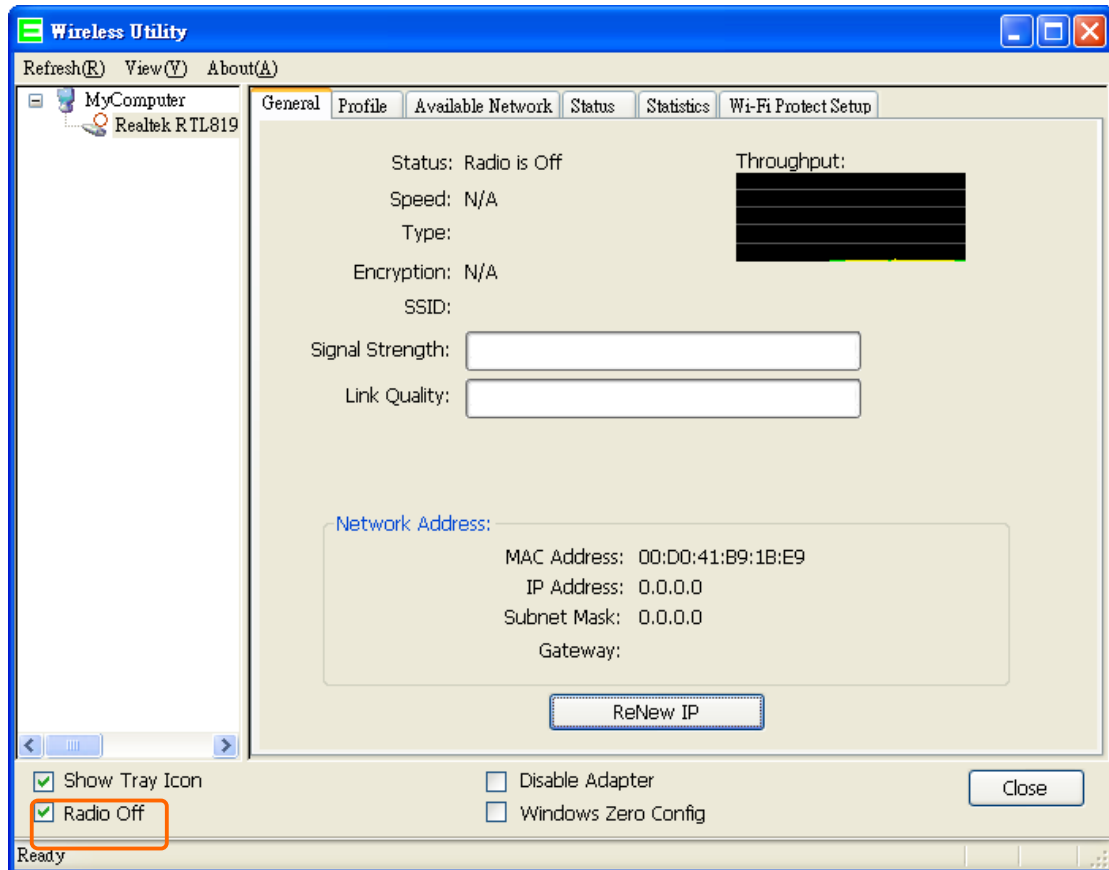 Wireless Utility
Refresh(R) View(V) About(A)
MyComputer
Realtek RTL819
General Profile Available Network Status Statistics Wi-Fi Protect Setup
Status: Radio is Off
Throughput:
Speed: N/A
Type:
Encryption: N/A
SSID:
Signal Strength:
Link Quality:
Network Address:
MAC Address: 00:D0:41:B9:1B:E9
IP Address: 0.0.0.0
Subnet Mask: 0.0.0.0
Gateway:
ReNew IP
Show Tray Icon Disable Adapter
Close
Radio Off Windows Zero Config
Ready